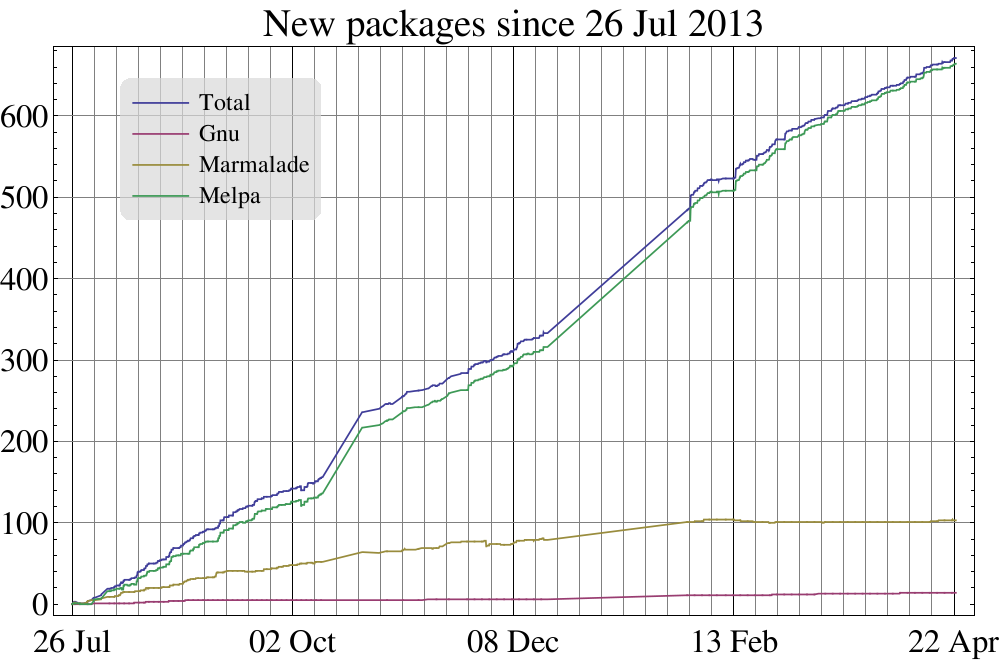 New packages since 26 Jul 2013
Total
Gnu
Marmalade
Melpa
600
500
400
300
200
100
0
26 Jul 02 Oct 08 Dec 13 Feb 22 Apr